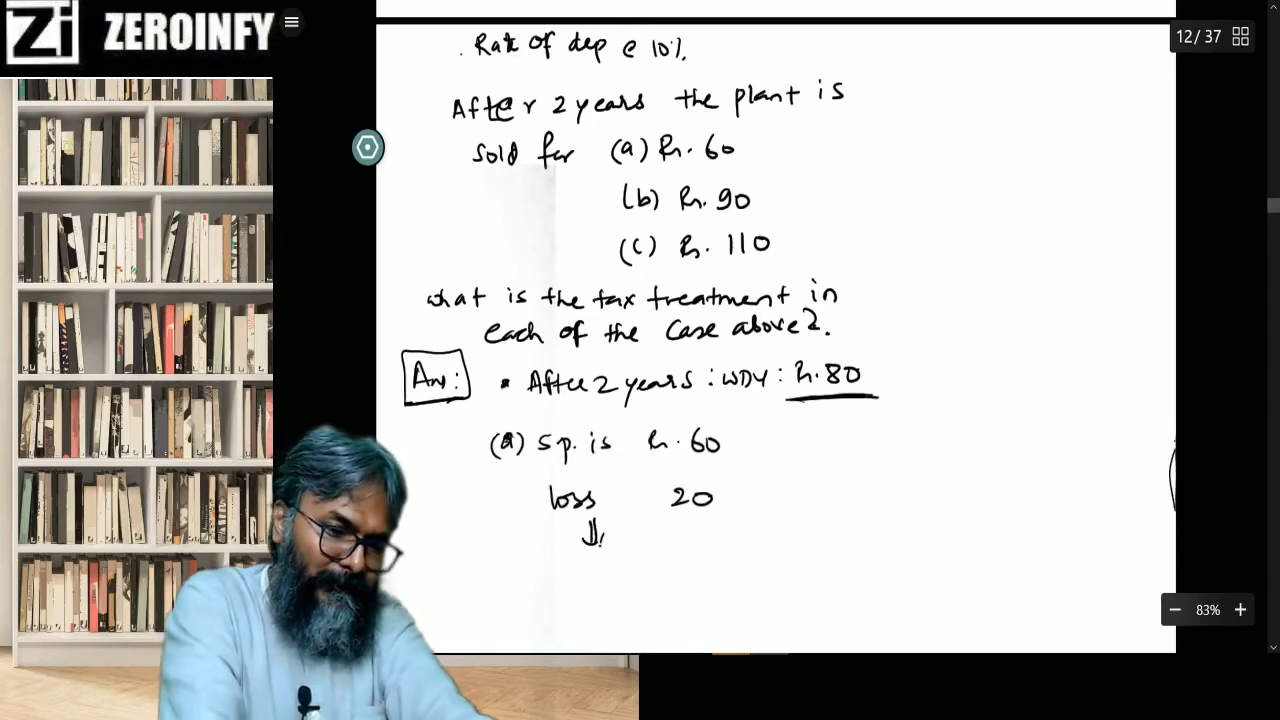 Zi ZEROINFY
12 / 37
. Rate of dep @ 10%.
After 2 years the plant is
sold for (a) Rs. 60
(b) Rs. 90
(c) Rs. 110
what is the tax treatment in
each of the case above?.
An: • After 2 years : WDV : Rs. 80
(a) S.p. is Rs. 60
loss 20
83%